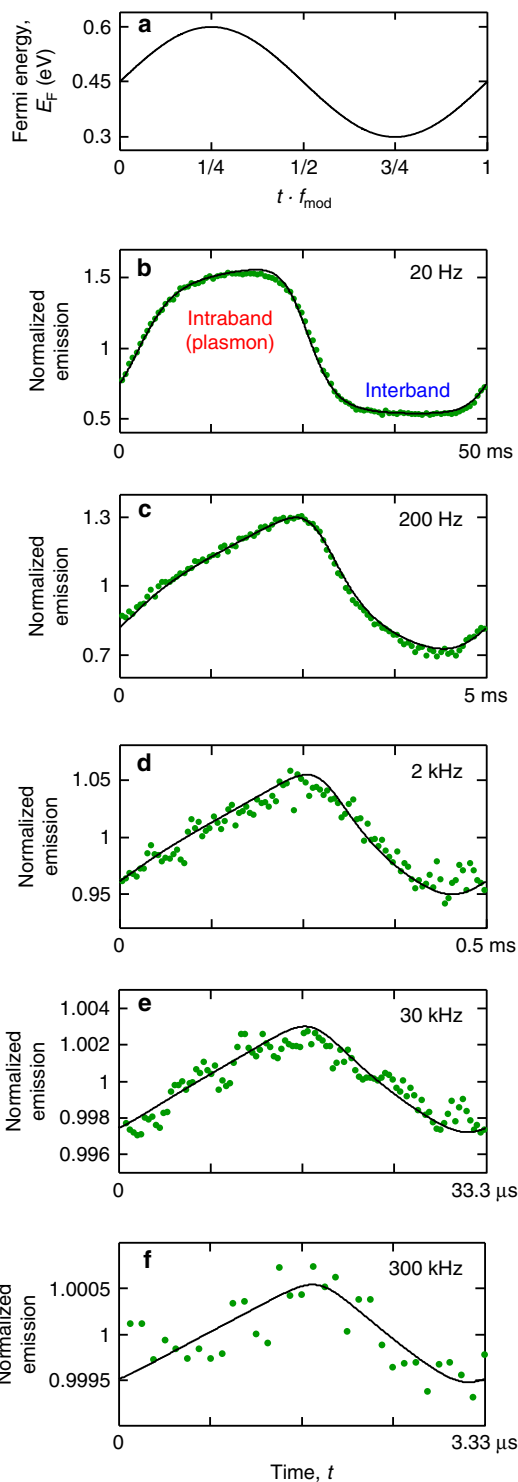 a
Fermi energy,
E_F (eV)
0.6
0.45
0.3
0 1/4 1/2 3/4 1
t · f_mod
b
20 Hz
Normalized
emission
1.5
1
0.5
Intraband
(plasmon)
Interband
0 50 ms
c
200 Hz
Normalized
emission
1.3
1
0.7
0 5 ms
d
2 kHz
Normalized
emission
1.05
1
0.95
0 0.5 ms
e
30 kHz
Normalized
emission
1.004
1.002
1
0.998
0.996
0 33.3 μs
f
300 kHz
Normalized
emission
1.0005
1
0.9995
0 3.33 μs
Time, t